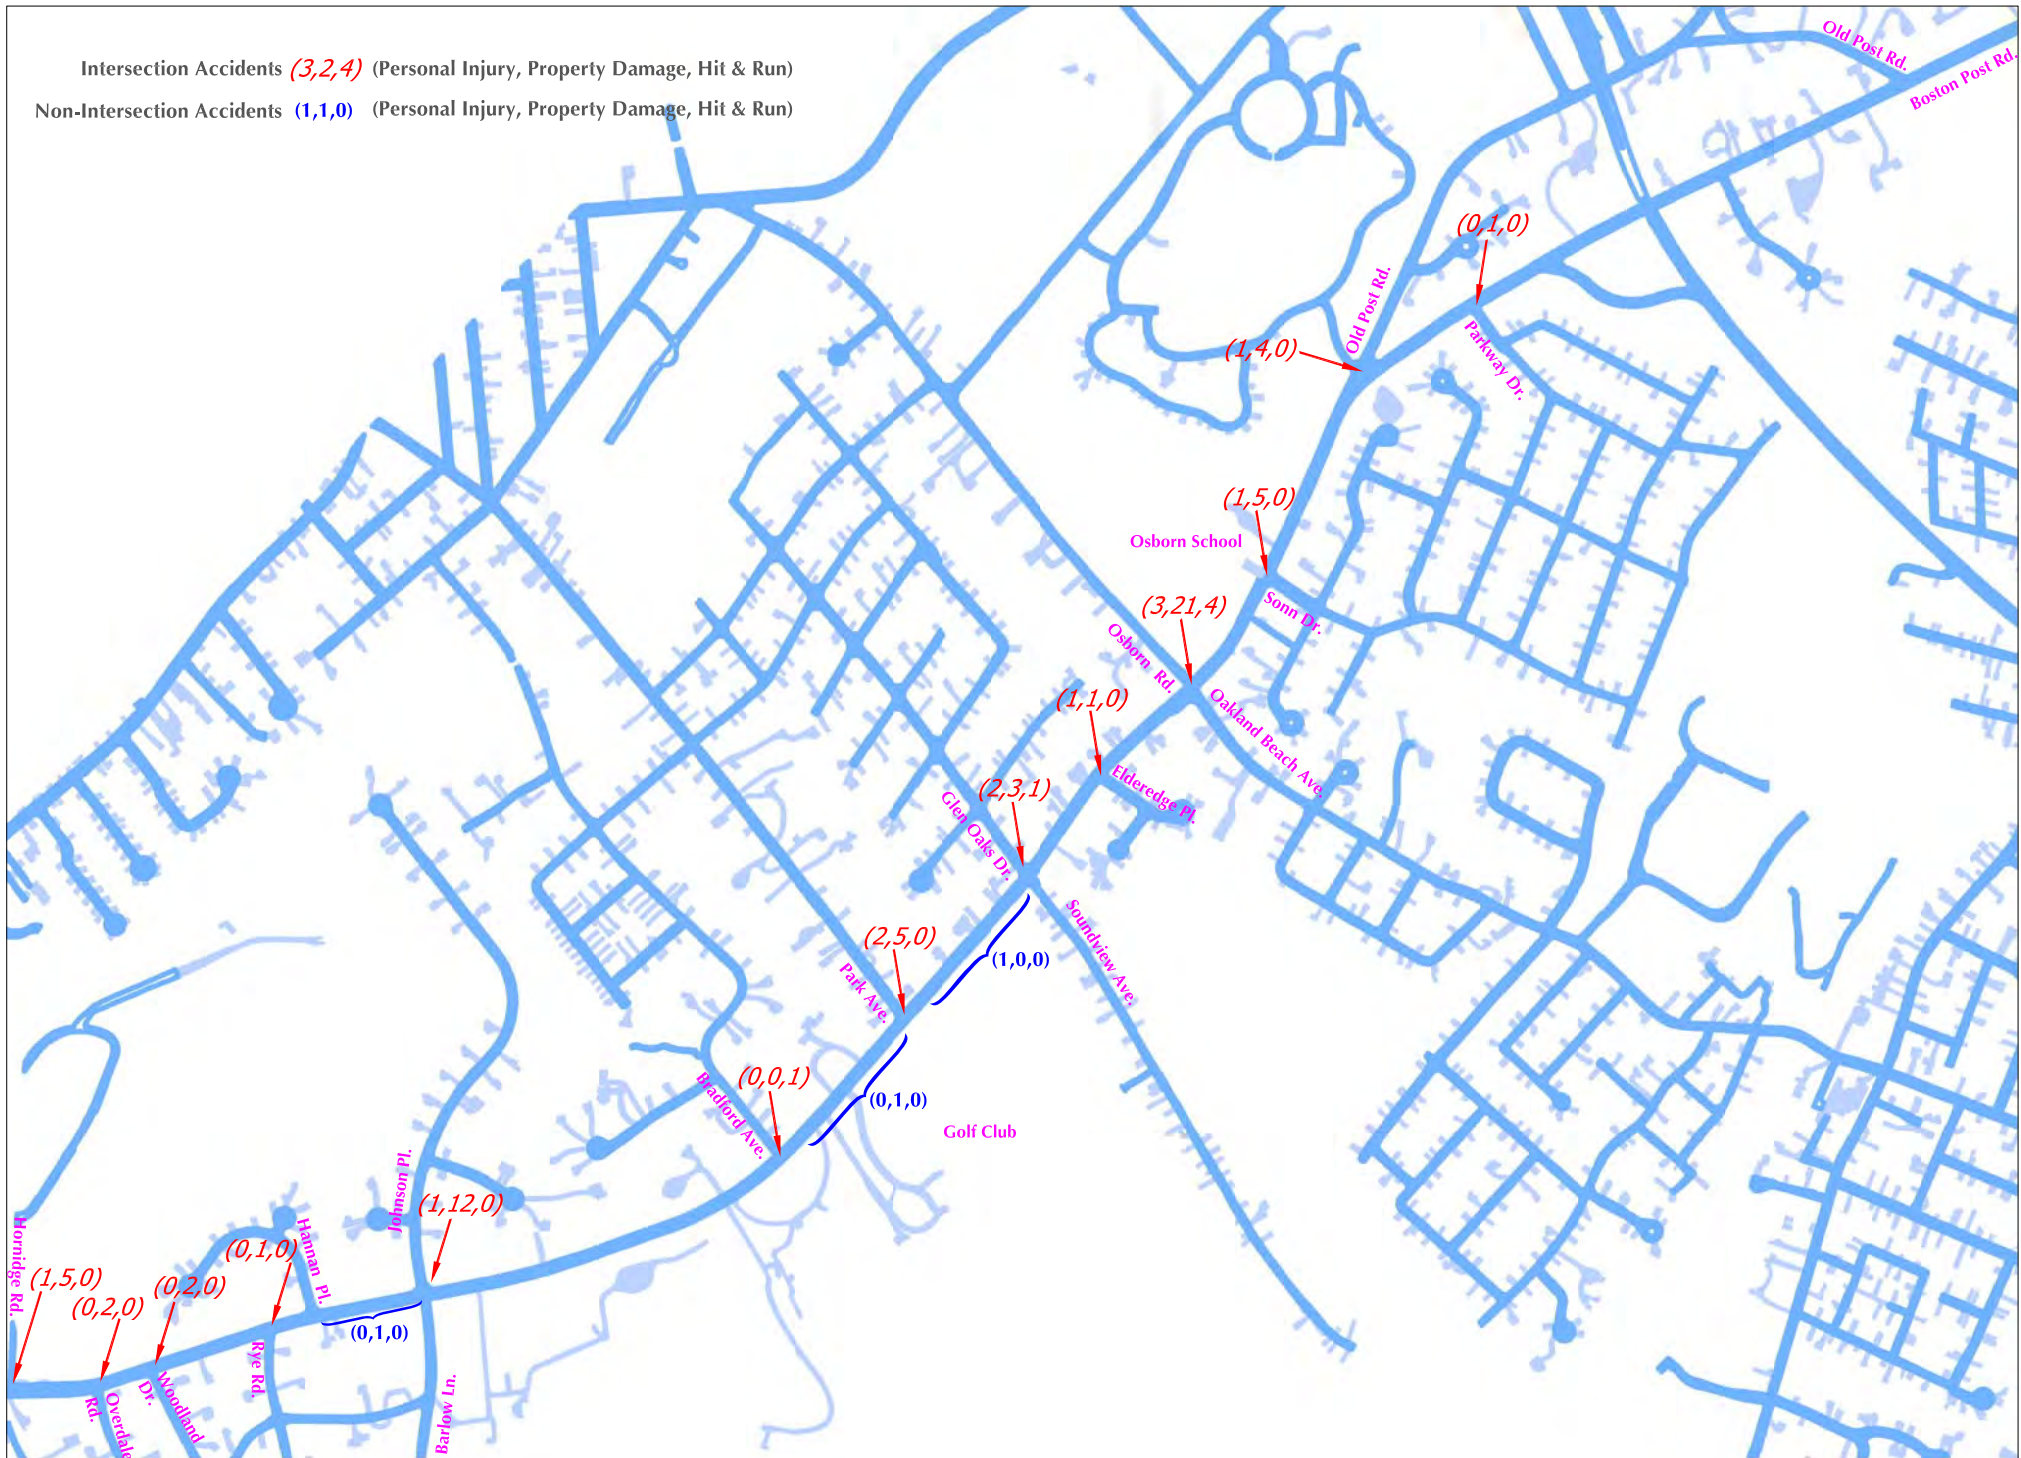 Intersection Accidents (3,2,4) (Personal Injury, Property Damage, Hit & Run)
Non-Intersection Accidents (1,1,0) (Personal Injury, Property Damage, Hit & Run)
Old Post Rd.
Boston Post Rd.
(0,1,0)
Old Post Rd.
(1,4,0)
Parkway Dr.
(1,5,0)
Osborn School
Sonn Dr.
(3,21,4)
Osborn Rd.
(1,1,0)
Oakland Beach Ave.
Elderedge Pl.
(2,3,1)
Glen Oaks Dr.
Soundview Ave.
(2,5,0)
(1,0,0)
Park Ave.
(0,0,1)
Bradford Ave.
(0,1,0)
Golf Club
Johnson Pl.
(1,12,0)
Hornidge Rd.
Hannan Pl.
(0,1,0)
(1,5,0)
(0,2,0)
(0,2,0)
(0,1,0)
Rye Rd.
Woodland
Dr.
Overdale
Rd.
Barlow Ln.